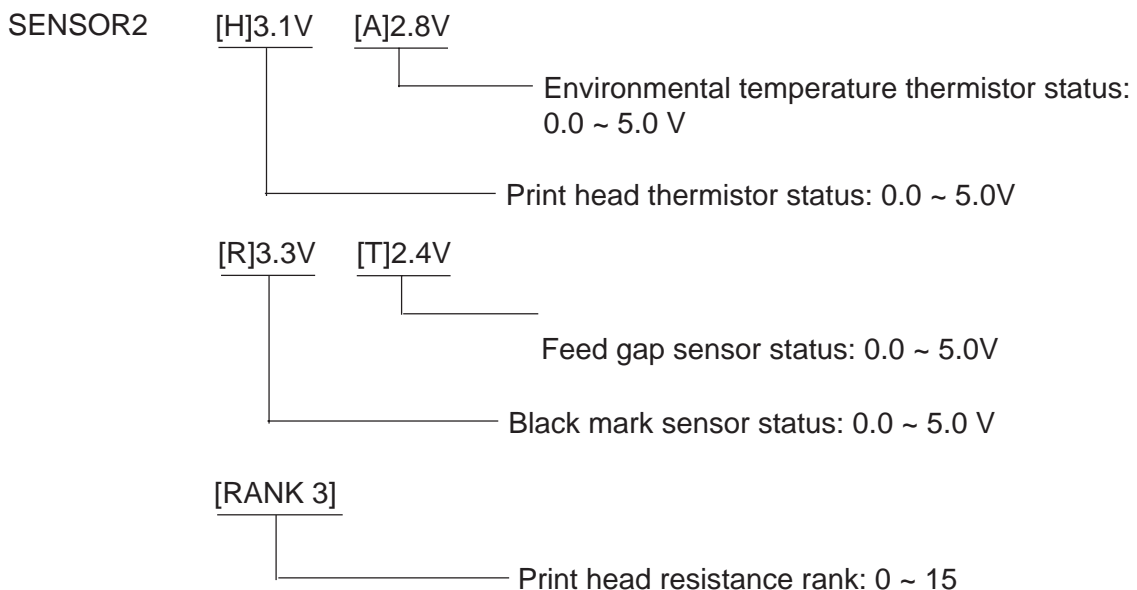 SENSOR2 [H]3.1V [A]2.8V
Environmental temperature thermistor status:
0.0 ~ 5.0 V
Print head thermistor status: 0.0 ~ 5.0V
[R]3.3V [T]2.4V
Feed gap sensor status: 0.0 ~ 5.0V
Black mark sensor status: 0.0 ~ 5.0 V
[RANK 3]
Print head resistance rank: 0 ~ 15